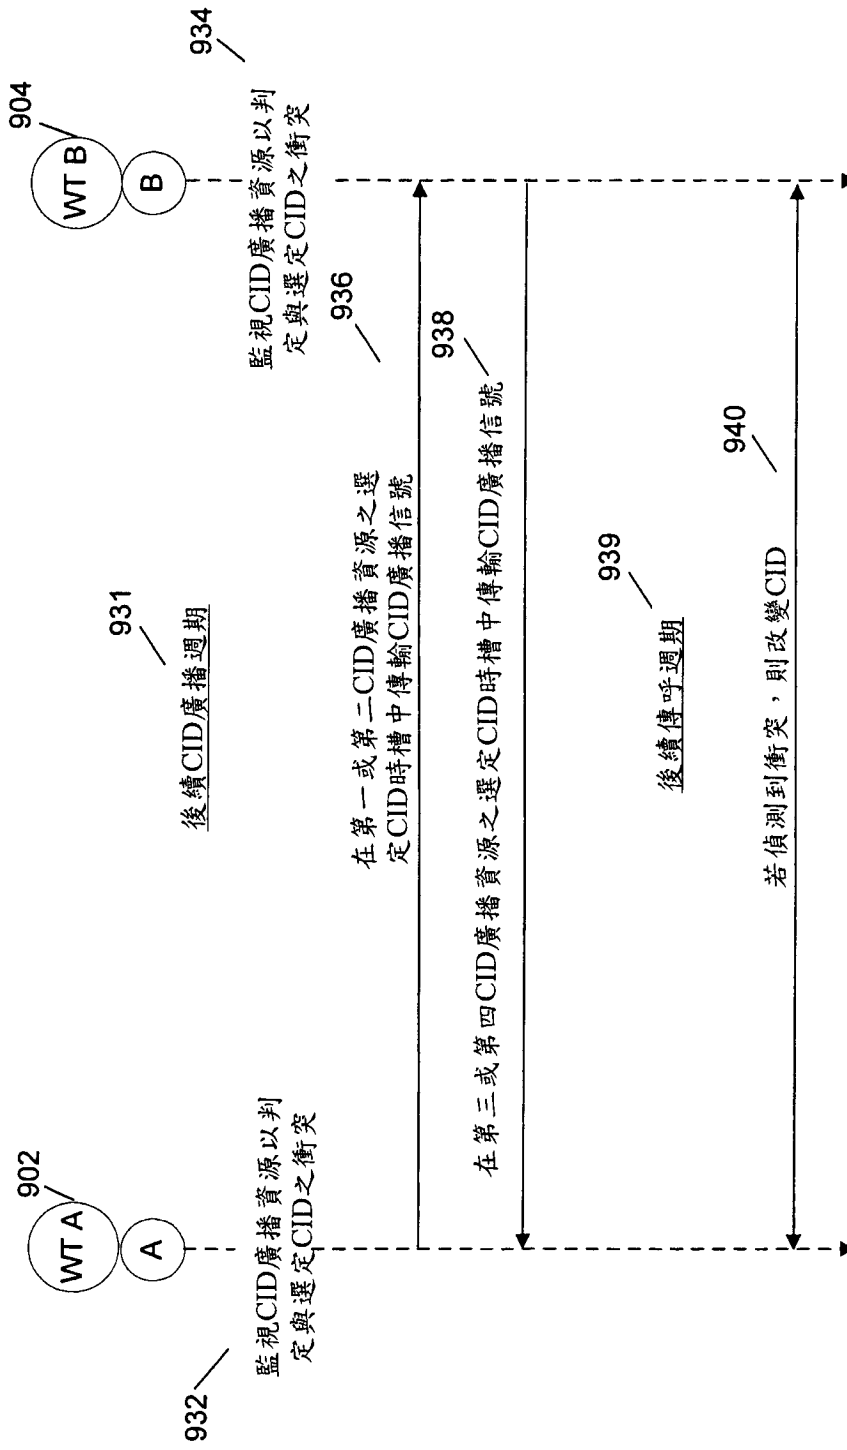 902
WT A
A
904
WT B
B
931
後續CID廣播週期
932
監視CID廣播資源以判
定與選定CID之衝突
934
監視CID廣播資源以判
定與選定CID之衝突
936
在第一或第二CID廣播資源之選
定CID時槽中傳輸CID廣播信號
938
在第三或第四CID廣播資源之選定CID時槽中傳輸CID廣播信號
939
後續傳呼週期
940
若偵測到衝突，則改變CID